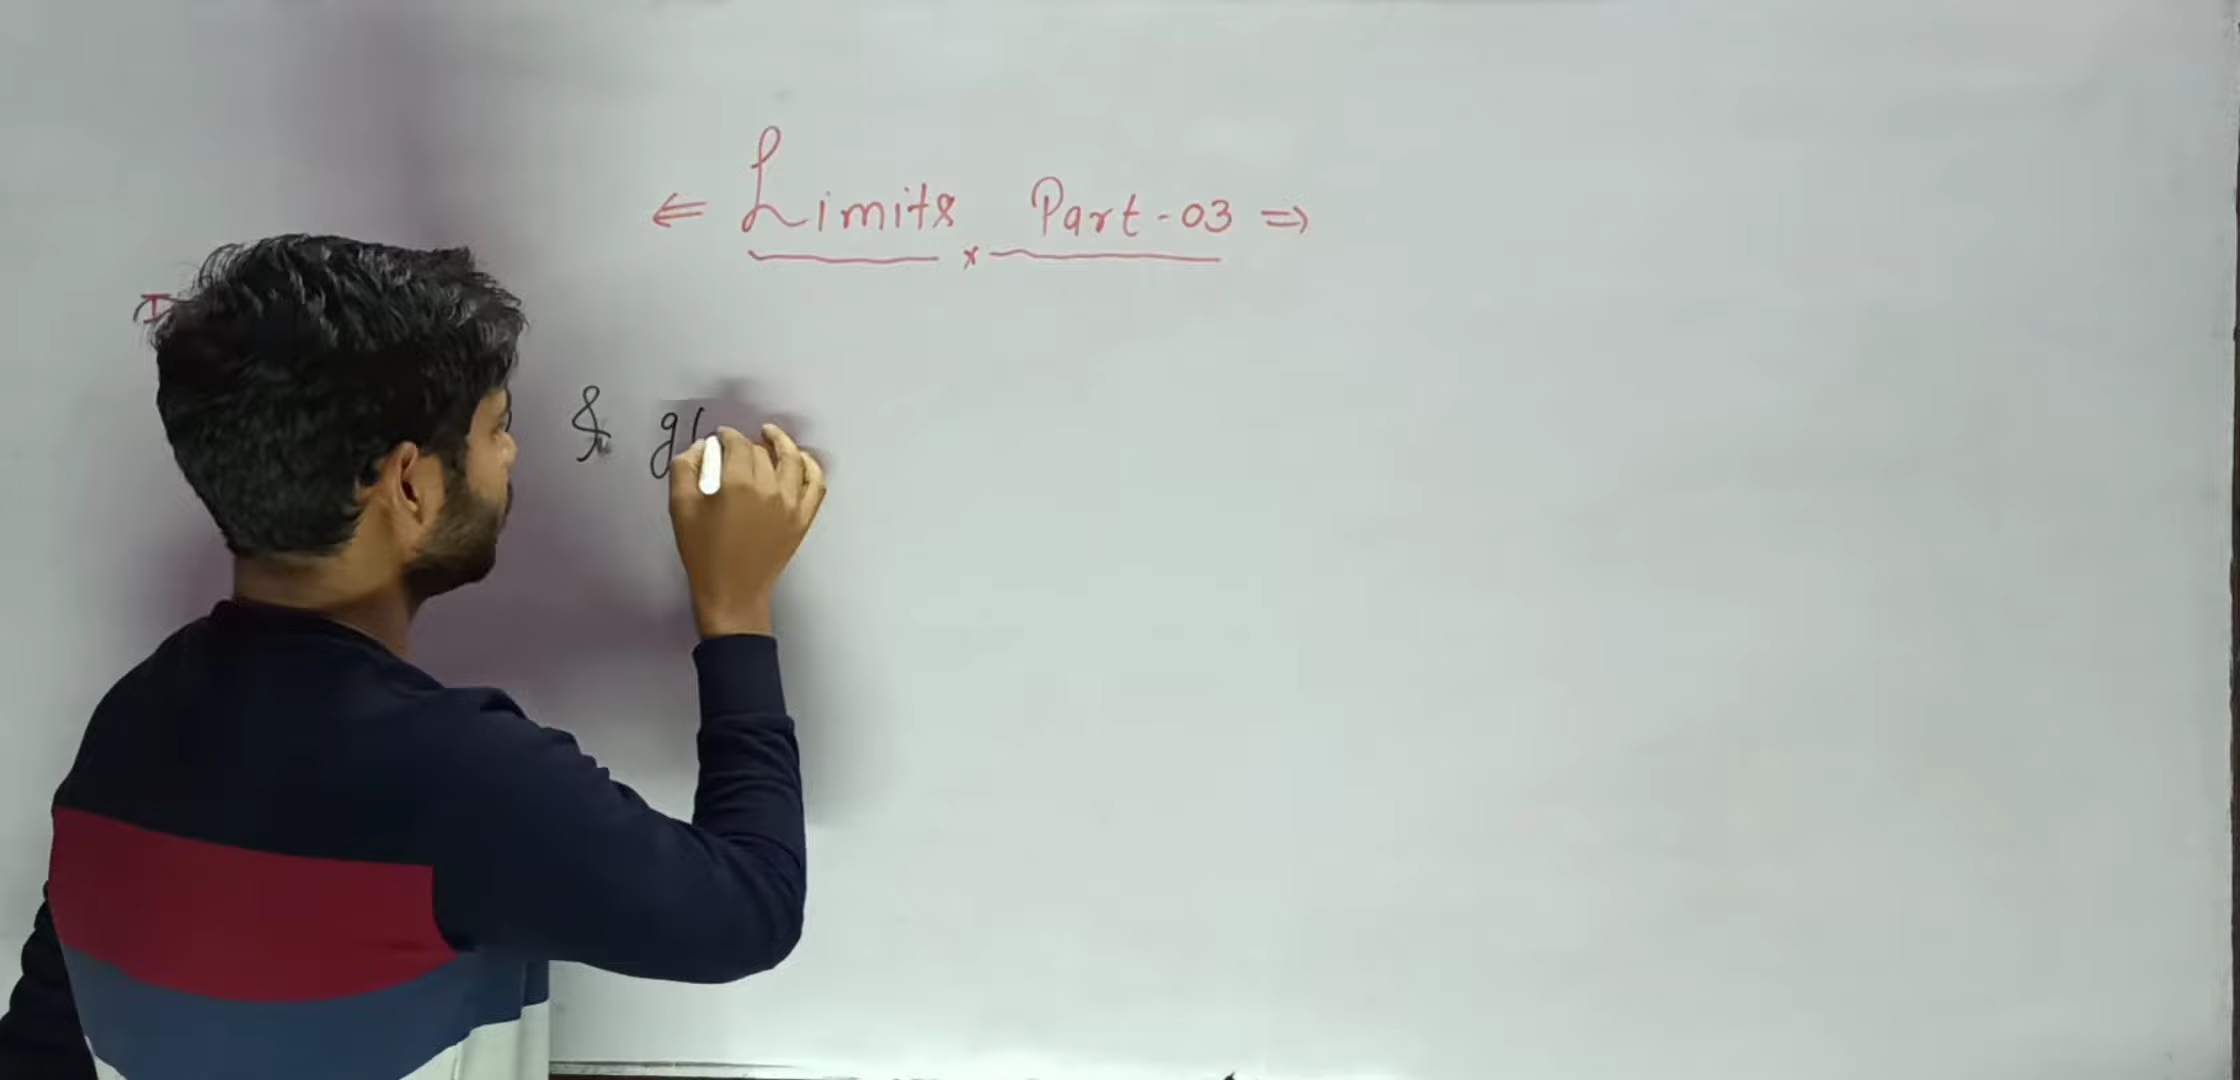 ⇐ Limits Part-03 ⇒
& g(